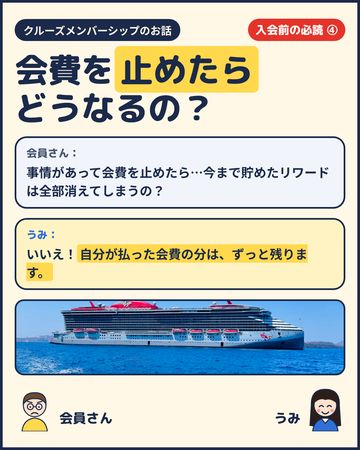 クルーズメンバーシップのお話
入会前の必読 ④
会費を止めたら
どうなるの？
会員さん：
事情があって会費を止めたら…今まで貯めたリワード
は全部消えてしまうの？
うみ：
いいえ！自分が払った会費の分は、ずっと残りま
す。
会員さん
うみ